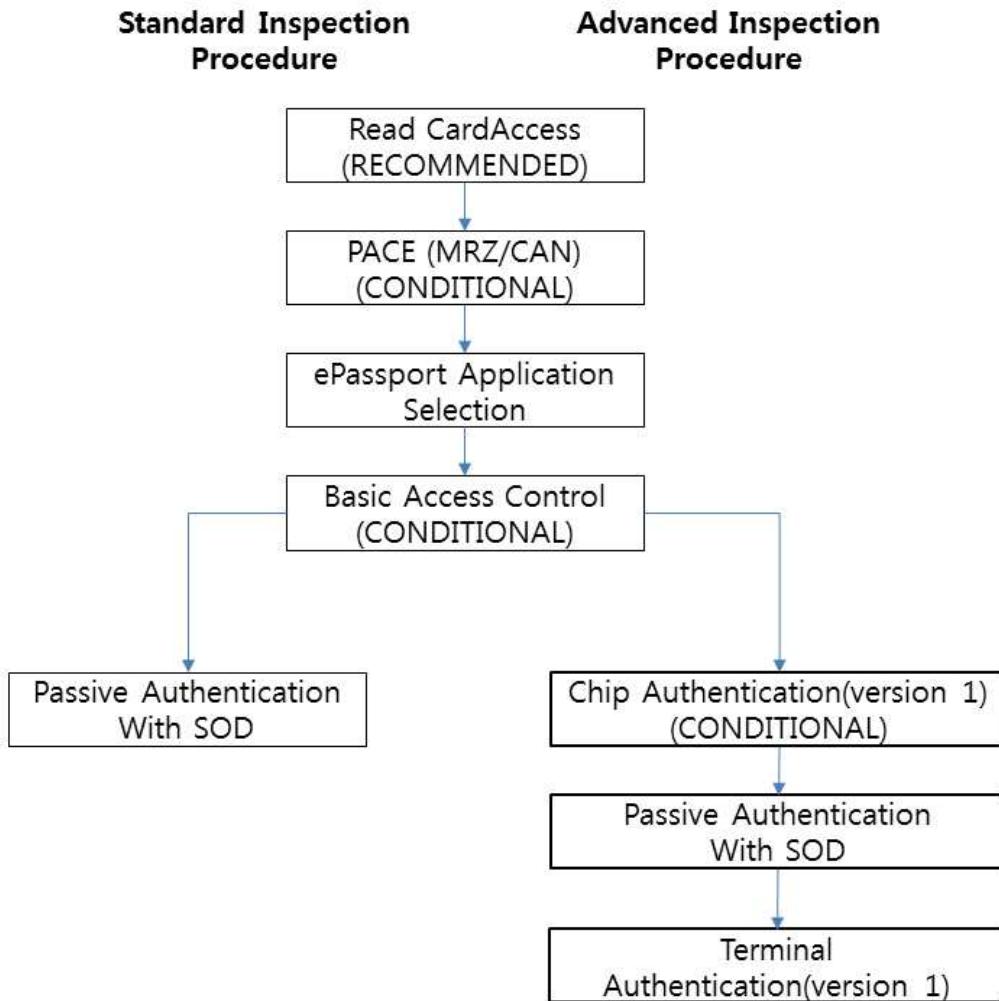 Standard Inspection
Procedure
Advanced Inspection
Procedure
Read CardAccess
(RECOMMENDED)
PACE (MRZ/CAN)
(CONDITIONAL)
ePassport Application
Selection
Basic Access Control
(CONDITIONAL)
Passive Authentication
With SOD
Chip Authentication(version 1)
(CONDITIONAL)
Passive Authentication
With SOD
Terminal
Authentication(version 1)